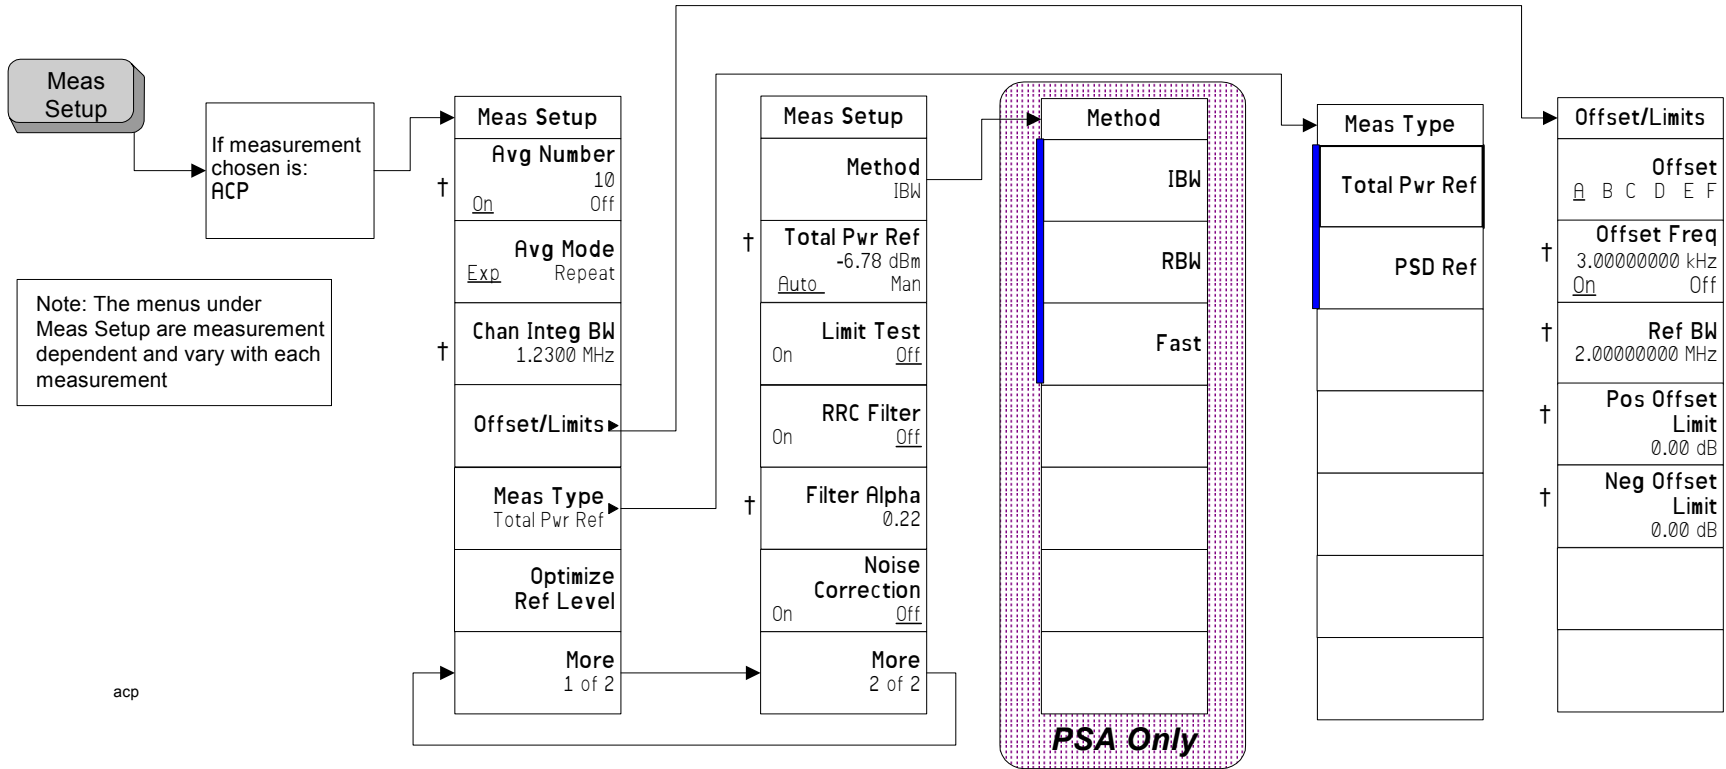 Meas
Setup
If measurement
chosen is:
ACP
Note: The menus under
Meas Setup are measurement
dependent and vary with each
measurement
acp
Meas Setup
Avg Number
10
† On Off
Avg Mode
Exp Repeat
Chan Integ BW
† 1.2300 MHz
Offset/Limits
Meas Type
Total Pwr Ref
Optimize
Ref Level
More
1 of 2
Meas Setup
Method
IBW
† Total Pwr Ref
-6.78 dBm
Auto Man
Limit Test
On Off
RRC Filter
On Off
† Filter Alpha
0.22
Noise
Correction
On Off
More
2 of 2
Method
IBW
RBW
Fast
PSA Only
Meas Type
Total Pwr Ref
PSD Ref
Offset/Limits
Offset
A B C D E F
† Offset Freq
3.00000000 kHz
On Off
† Ref BW
2.00000000 MHz
† Pos Offset
Limit
0.00 dB
† Neg Offset
Limit
0.00 dB